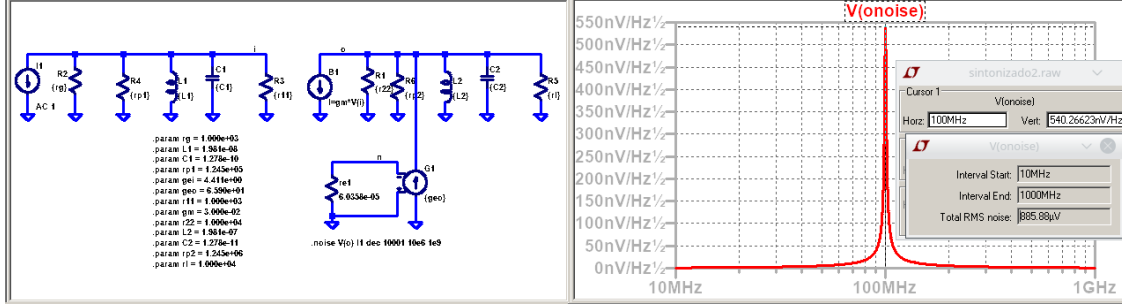 i
o
I1
R2
R4
L1
C1
R3
B1
R1
R6
L2
C2
R5
{rg}
{rp1}
{L1}
{C1}
{r11}
{r22}
{rp2}
{L2}
{C2}
{rl}
AC 1
I=gm*V(i)
.param rg = 1.000e+03
.param L1 = 1.981e-08
.param C1 = 1.278e-10
.param rp1 = 1.245e+05
.param gei = 4.411e+00
.param geo = 6.590e+01
.param r11 = 1.000e+03
.param gm = 3.000e-02
.param r22 = 1.000e+04
.param L2 = 1.981e-07
.param C2 = 1.278e-11
.param rp2 = 1.245e+06
.param rl = 1.000e+04
n
G1
re1
6.0358e-05
{geo}
.noise V(o) I1 dec 10001 10e6 1e9
V(onoise)
550nV/Hz½
500nV/Hz½
450nV/Hz½
400nV/Hz½
350nV/Hz½
300nV/Hz½
250nV/Hz½
200nV/Hz½
150nV/Hz½
100nV/Hz½
50nV/Hz½
0nV/Hz½
10MHz
100MHz
1GHz
sintonizado2.raw
Cursor 1
V(onoise)
Horz: 100MHz Vert: 540.26623nV/Hz
V(onoise)
Interval Start: 10MHz
Interval End: 1000MHz
Total RMS noise: 885.88µV